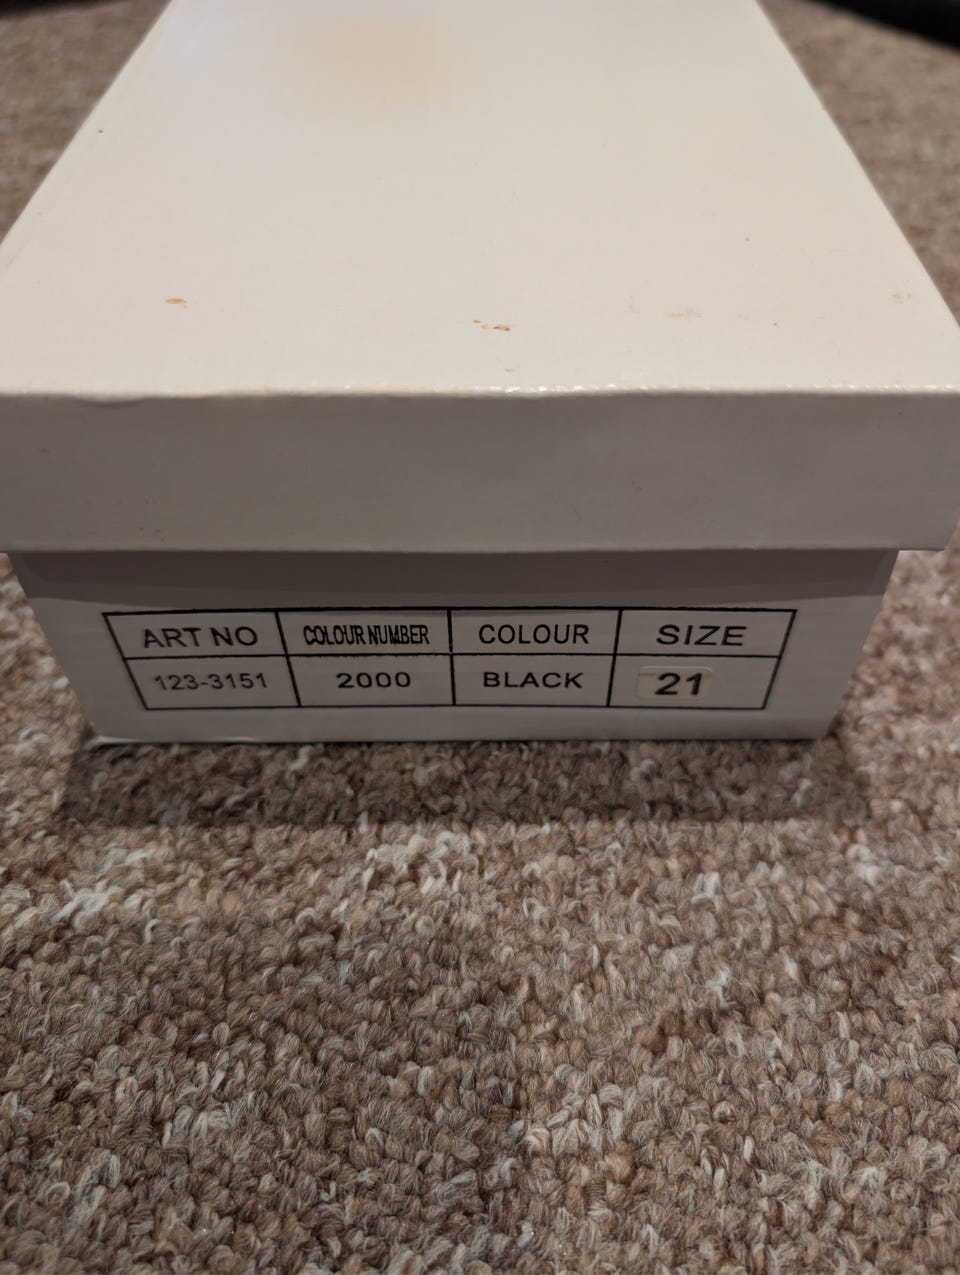 ART NO COLOUR NUMBER COLOUR SIZE
123-3151 2000 BLACK 21